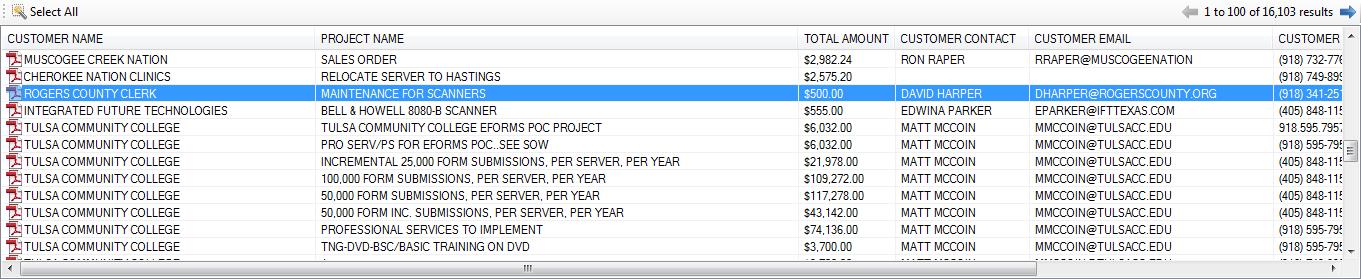 Select All 1 to 100 of 16,103 results
CUSTOMER NAME PROJECT NAME TOTAL AMOUNT CUSTOMER CONTACT CUSTOMER EMAIL CUSTOMER
MUSCOGEE CREEK NATION SALES ORDER $2,982.24 RON RAPER RRAPER@MUSCOGEENATION (918) 732-776
CHEROKEE NATION CLINICS RELOCATE SERVER TO HASTINGS $2,575.20 (918) 749-895
ROGERS COUNTY CLERK MAINTENANCE FOR SCANNERS $500.00 DAVID HARPER DHARPER@ROGERSCOUNTY.ORG (918) 341-251
INTEGRATED FUTURE TECHNOLOGIES BELL & HOWELL 8080-B SCANNER $555.00 EDWINA PARKER EPARKER@IFTTEXAS.COM (405) 848-115
TULSA COMMUNITY COLLEGE TULSA COMMUNITY COLLEGE EFORMS POC PROJECT $6,032.00 MATT MCCOIN MMCCOIN@TULSACC.EDU 918.595.7957
TULSA COMMUNITY COLLEGE PRO SERV/PS FOR EFORMS POC..SEE SOW $6,032.00 MATT MCCOIN MMCCOIN@TULSACC.EDU (918) 595-795
TULSA COMMUNITY COLLEGE INCREMENTAL 25,000 FORM SUBMISSIONS, PER SERVER, PER YEAR $21,978.00 MATT MCCOIN MMCCOIN@TULSACC.EDU (405) 848-115
TULSA COMMUNITY COLLEGE 100,000 FORM SUBMISSIONS, PER SERVER, PER YEAR $109,272.00 MATT MCCOIN MMCCOIN@TULSACC.EDU (405) 848-115
TULSA COMMUNITY COLLEGE 50,000 FORM SUBMISSIONS, PER SERVER, PER YEAR $117,278.00 MATT MCCOIN MMCCOIN@TULSACC.EDU (405) 848-115
TULSA COMMUNITY COLLEGE 50,000 FORM INC. SUBMISSIONS, PER SERVER, PER YEAR $43,142.00 MATT MCCOIN MMCCOIN@TULSACC.EDU (405) 848-115
TULSA COMMUNITY COLLEGE PROFESSIONAL SERVICES TO IMPLEMENT $74,136.00 MATT MCCOIN MMCCOIN@TULSACC.EDU (918) 595-795
TULSA COMMUNITY COLLEGE TNG-DVD-BSC/BASIC TRAINING ON DVD $3,700.00 MATT MCCOIN MMCCOIN@TULSACC.EDU (918) 595-795